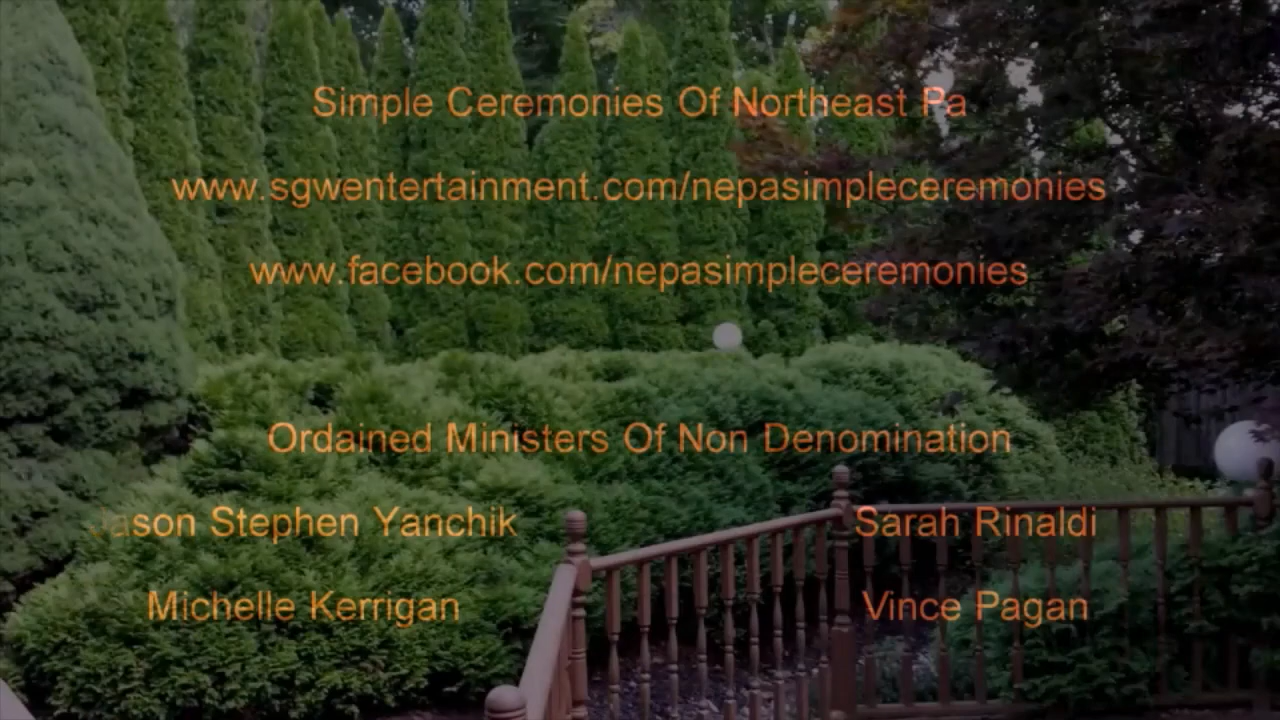 Simple Ceremonies Of Northeast Pa
www.sgwentertainment.com/nepasimpleceremonies
www.facebook.com/nepasimpleceremonies
Ordained Ministers Of Non Denomination
Jason Stephen Yanchik Sarah Rinaldi
Michelle Kerrigan Vince Pagan